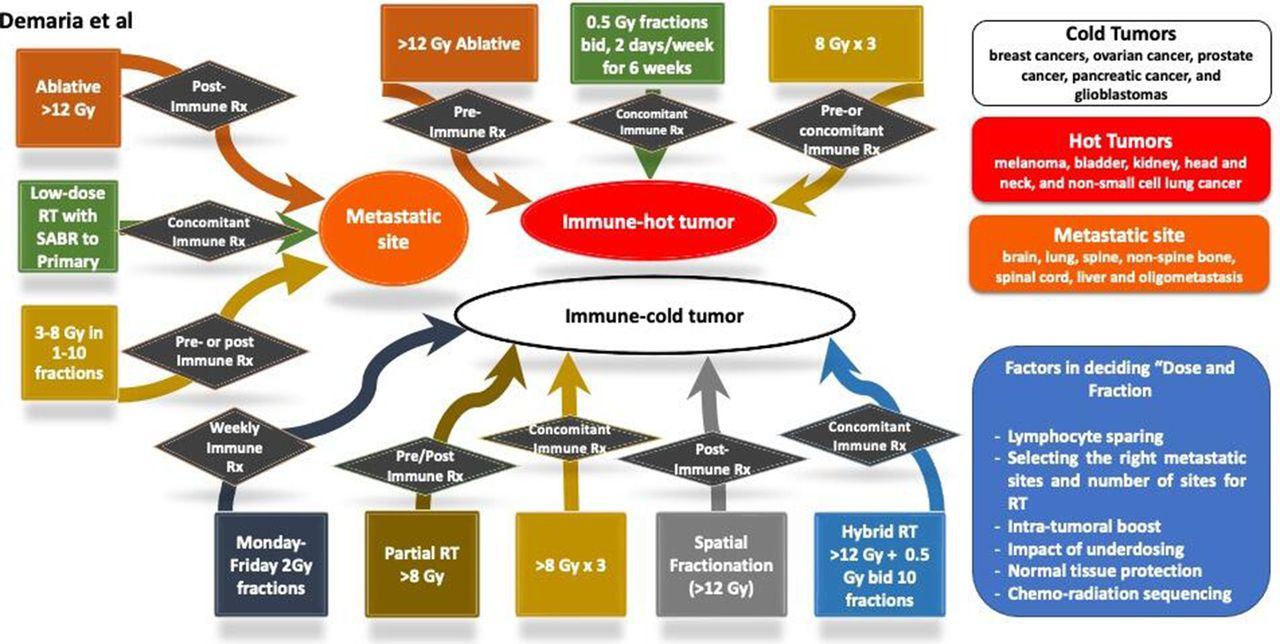 Demaria et al
Ablative
>12 Gy
Post-
Immune Rx
Low-dose
RT with
SABR to
Primary
Concomitant
Immune Rx
3-8 Gy in
1-10
fractions
Pre- or post
Immune Rx
Metastatic
site
>12 Gy Ablative
Pre-
Immune Rx
0.5 Gy fractions
bid, 2 days/week
for 6 weeks
Concomitant
Immune Rx
8 Gy x 3
Pre-or
concomitant
Immune Rx
Immune-hot tumor
Immune-cold tumor
Weekly
Immune
Rx
Monday-
Friday 2Gy
fractions
Pre/Post
Immune Rx
Partial RT
>8 Gy
Concomitant
Immune Rx
>8 Gy x 3
Post-
Immune Rx
Spatial
Fractionation
(>12 Gy)
Concomitant
Immune Rx
Hybrid RT
>12 Gy + 0.5
Gy bid 10
fractions
Cold Tumors
breast cancers, ovarian cancer, prostate
cancer, pancreatic cancer, and
glioblastomas
Hot Tumors
melanoma, bladder, kidney, head and
neck, and non-small cell lung cancer
Metastatic site
brain, lung, spine, non-spine bone,
spinal cord, liver and oligometastasis
Factors in deciding “Dose and
Fraction
- Lymphocyte sparing
- Selecting the right metastatic
sites and number of sites for
RT
- Intra-tumoral boost
- Impact of underdosing
- Normal tissue protection
- Chemo-radiation sequencing